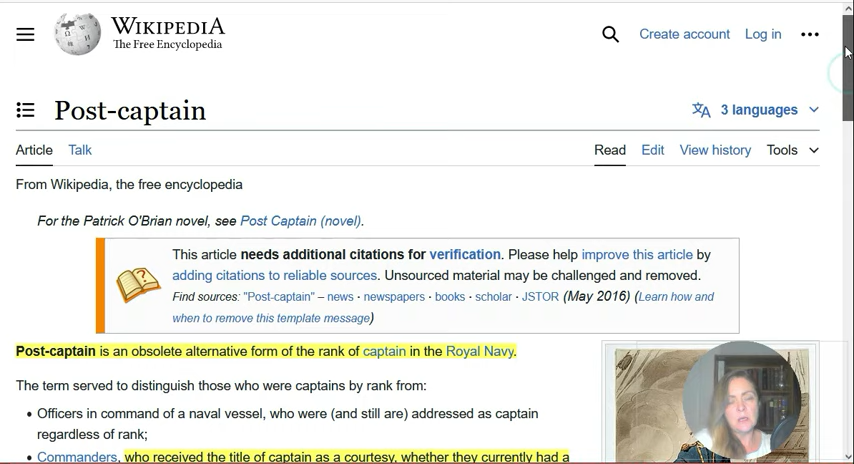 WIKIPEDIA
The Free Encyclopedia
Create account Log in
Post-captain
3 languages
Article Talk Read Edit View history Tools
From Wikipedia, the free encyclopedia
For the Patrick O'Brian novel, see Post Captain (novel).
This article needs additional citations for verification. Please help improve this article by
adding citations to reliable sources. Unsourced material may be challenged and removed.
Find sources: "Post-captain" – news · newspapers · books · scholar · JSTOR (May 2016) (Learn how and
when to remove this template message)
Post-captain is an obsolete alternative form of the rank of captain in the Royal Navy.
The term served to distinguish those who were captains by rank from:
• Officers in command of a naval vessel, who were (and still are) addressed as captain
regardless of rank;
• Commanders, who received the title of captain as a courtesy, whether they currently had a